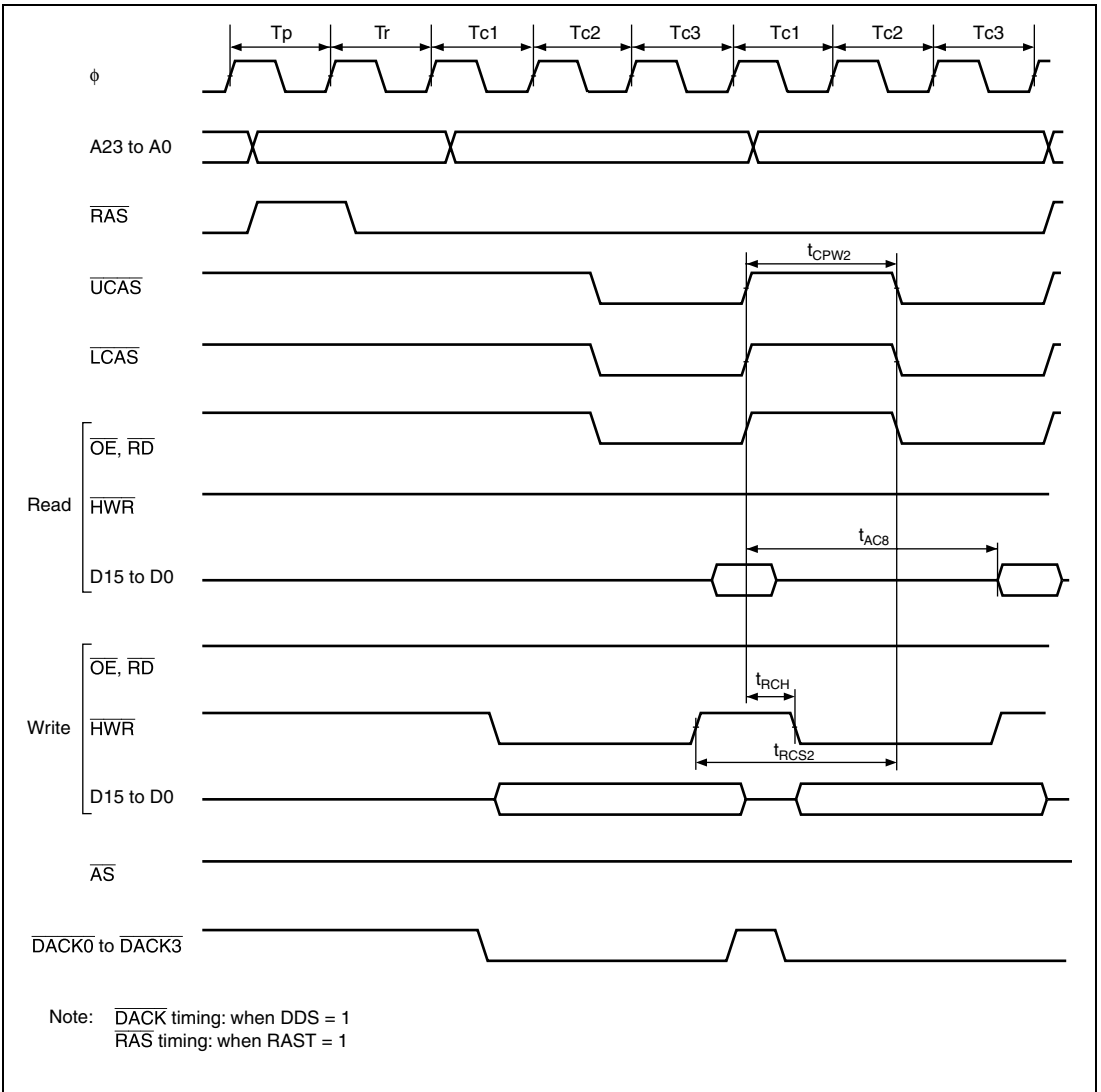 Tp Tr Tc1 Tc2 Tc3 Tc1 Tc2 Tc3
ϕ
A23 to A0
RAS
tCPW2
UCAS
LCAS
OE, RD
Read HWR
tAC8
D15 to D0
OE, RD
tRCH
Write HWR
tRCS2
D15 to D0
AS
DACK0 to DACK3
Note: DACK timing: when DDS = 1
RAS timing: when RAST = 1